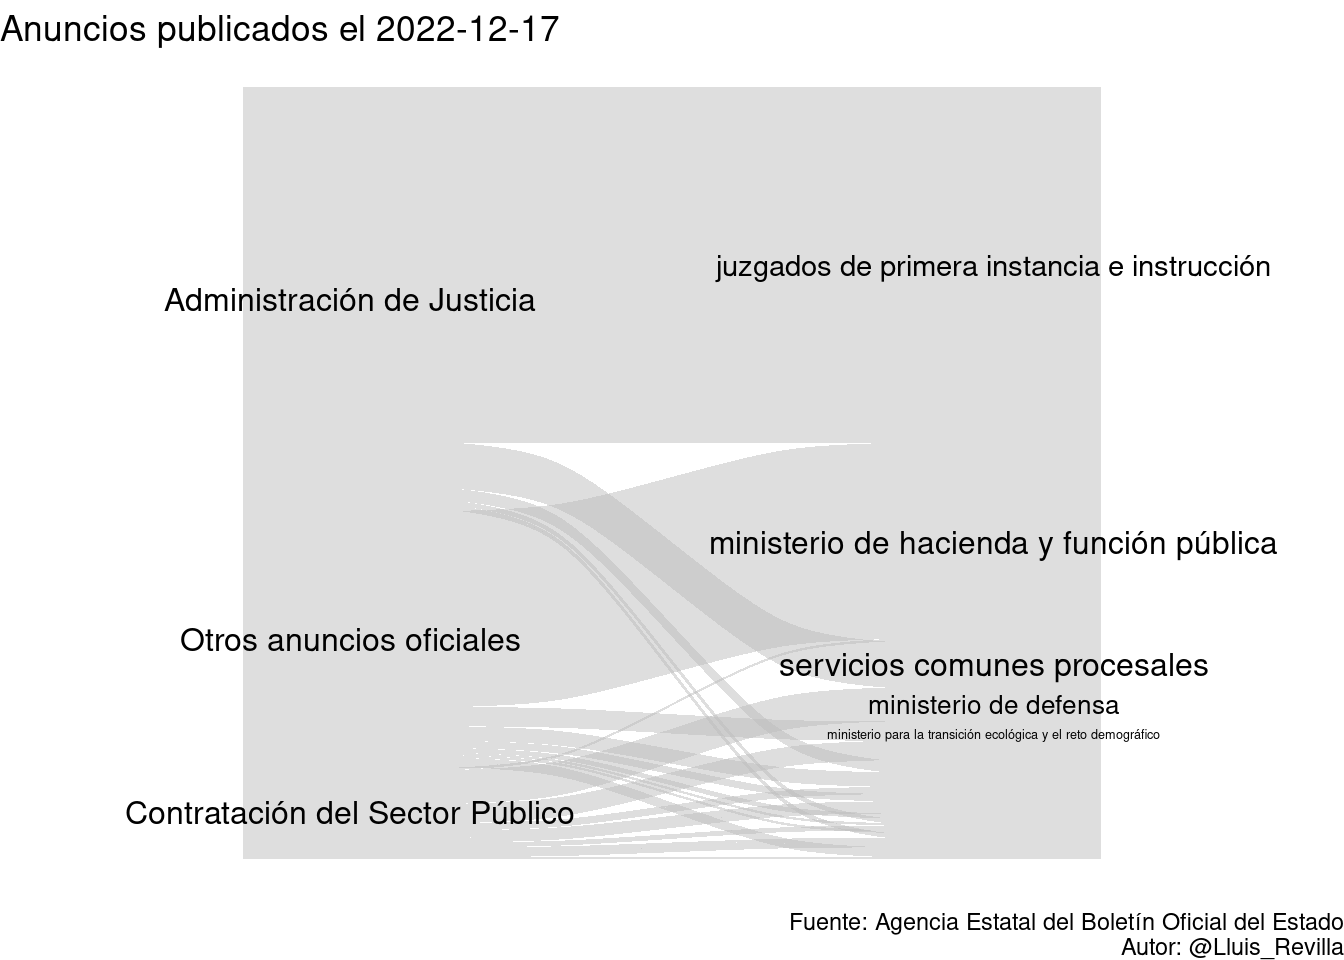 Anuncios publicados el 2022-12-17
juzgados de primera instancia e instrucción
Administración de Justicia
ministerio de hacienda y función pública
Otros anuncios oficiales
servicios comunes procesales
ministerio de defensa
ministerio para la transición ecológica y el reto demográfico
Contratación del Sector Público
Fuente: Agencia Estatal del Boletín Oficial del Estado
Autor: @Lluis_Revilla